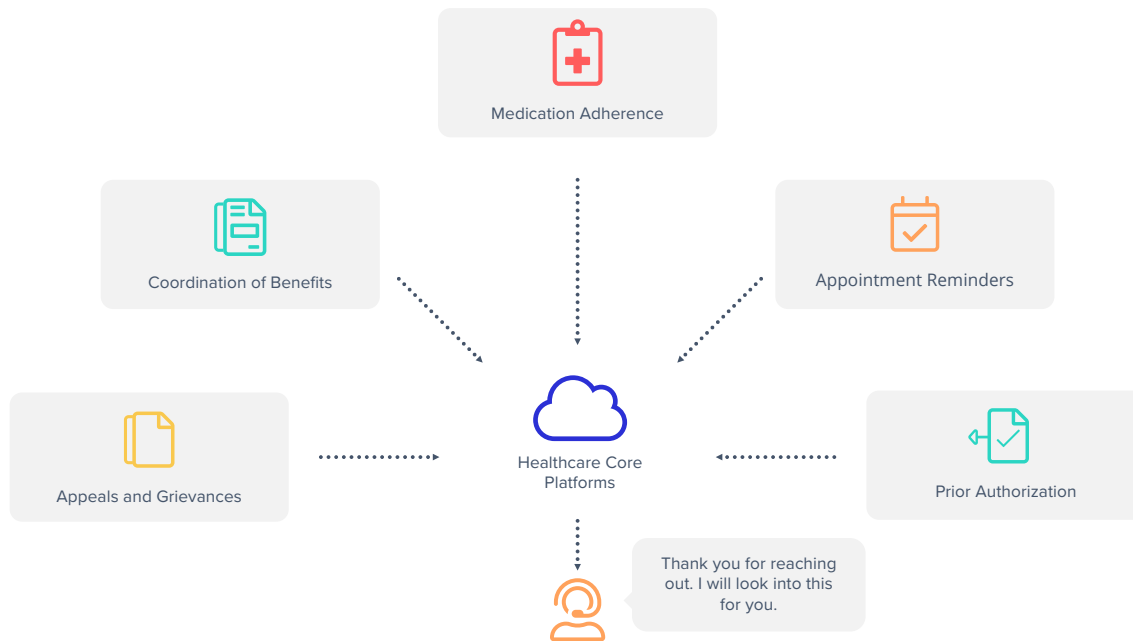 Medication Adherence
Coordination of Benefits
Appointment Reminders
Appeals and Grievances
Healthcare Core
Platforms
Prior Authorization
Thank you for reaching
out. I will look into this
for you.